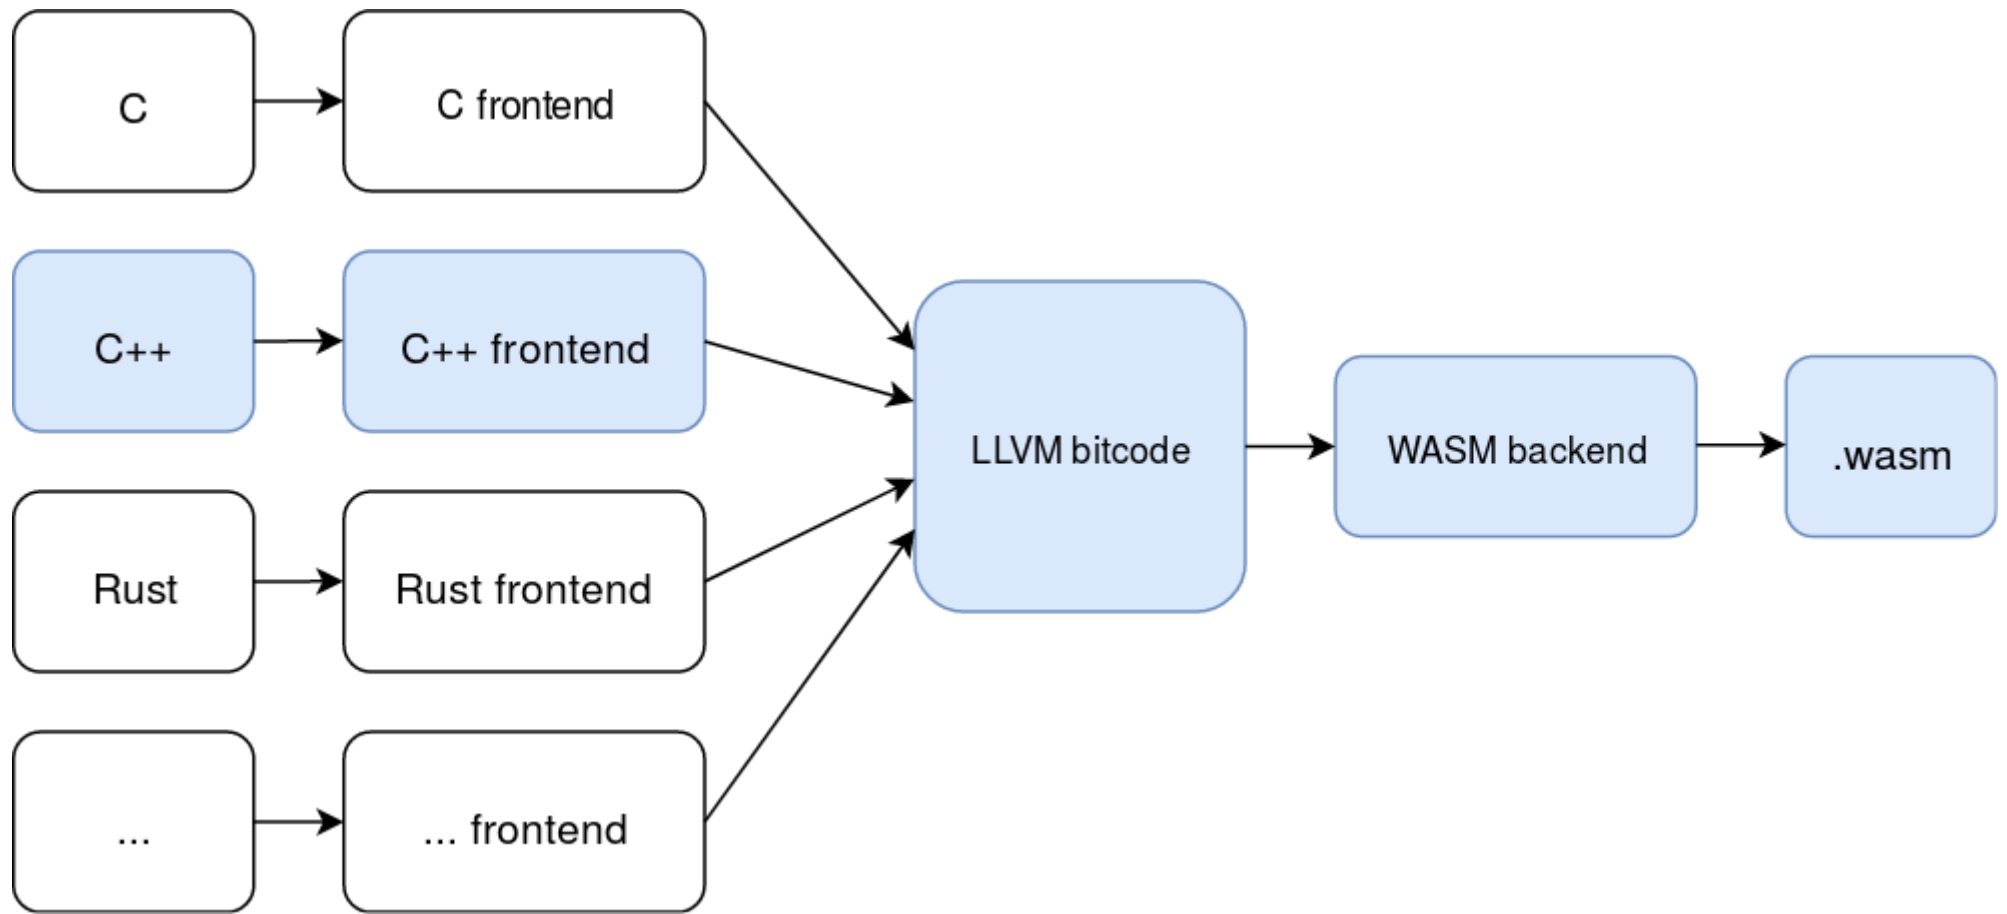 C
C frontend
C++
C++ frontend
LLVM bitcode
WASM backend
.wasm
Rust
Rust frontend
...
... frontend